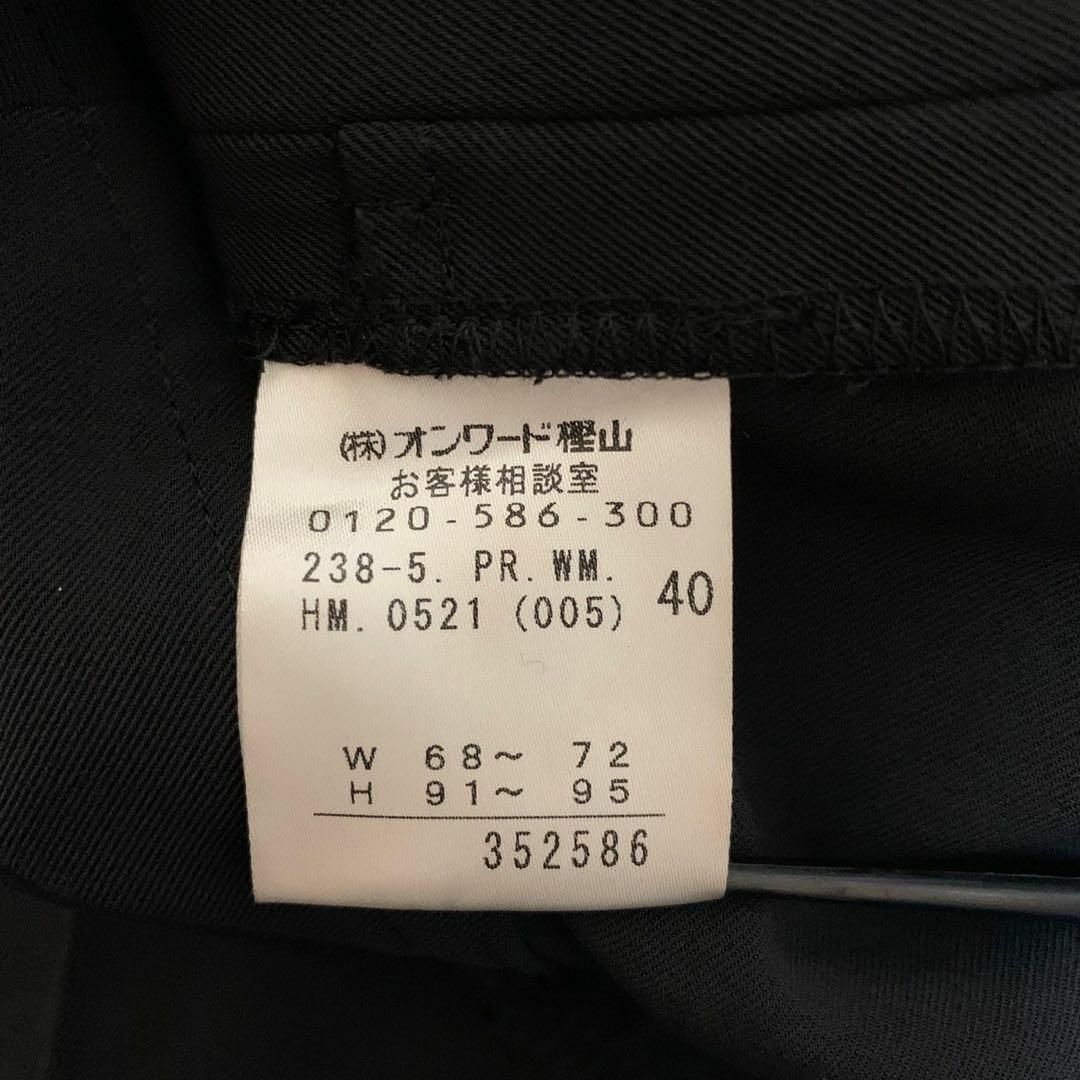 (株)オンワード樫山
お客様相談室
0120-586-300
238-5. PR. WM.
HM. 0521 (005) 40
W 68～ 72
H 91～ 95
352586